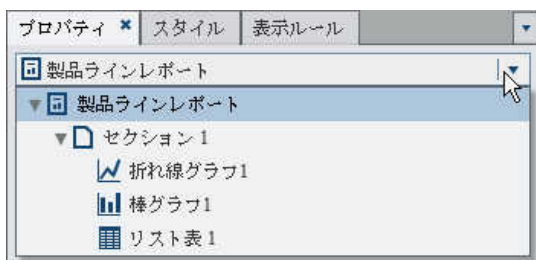 プロパティ スタイル 表示ルール
製品ラインレポート
製品ラインレポート
セクション 1
折れ線グラフ1
棒グラフ1
リスト表 1